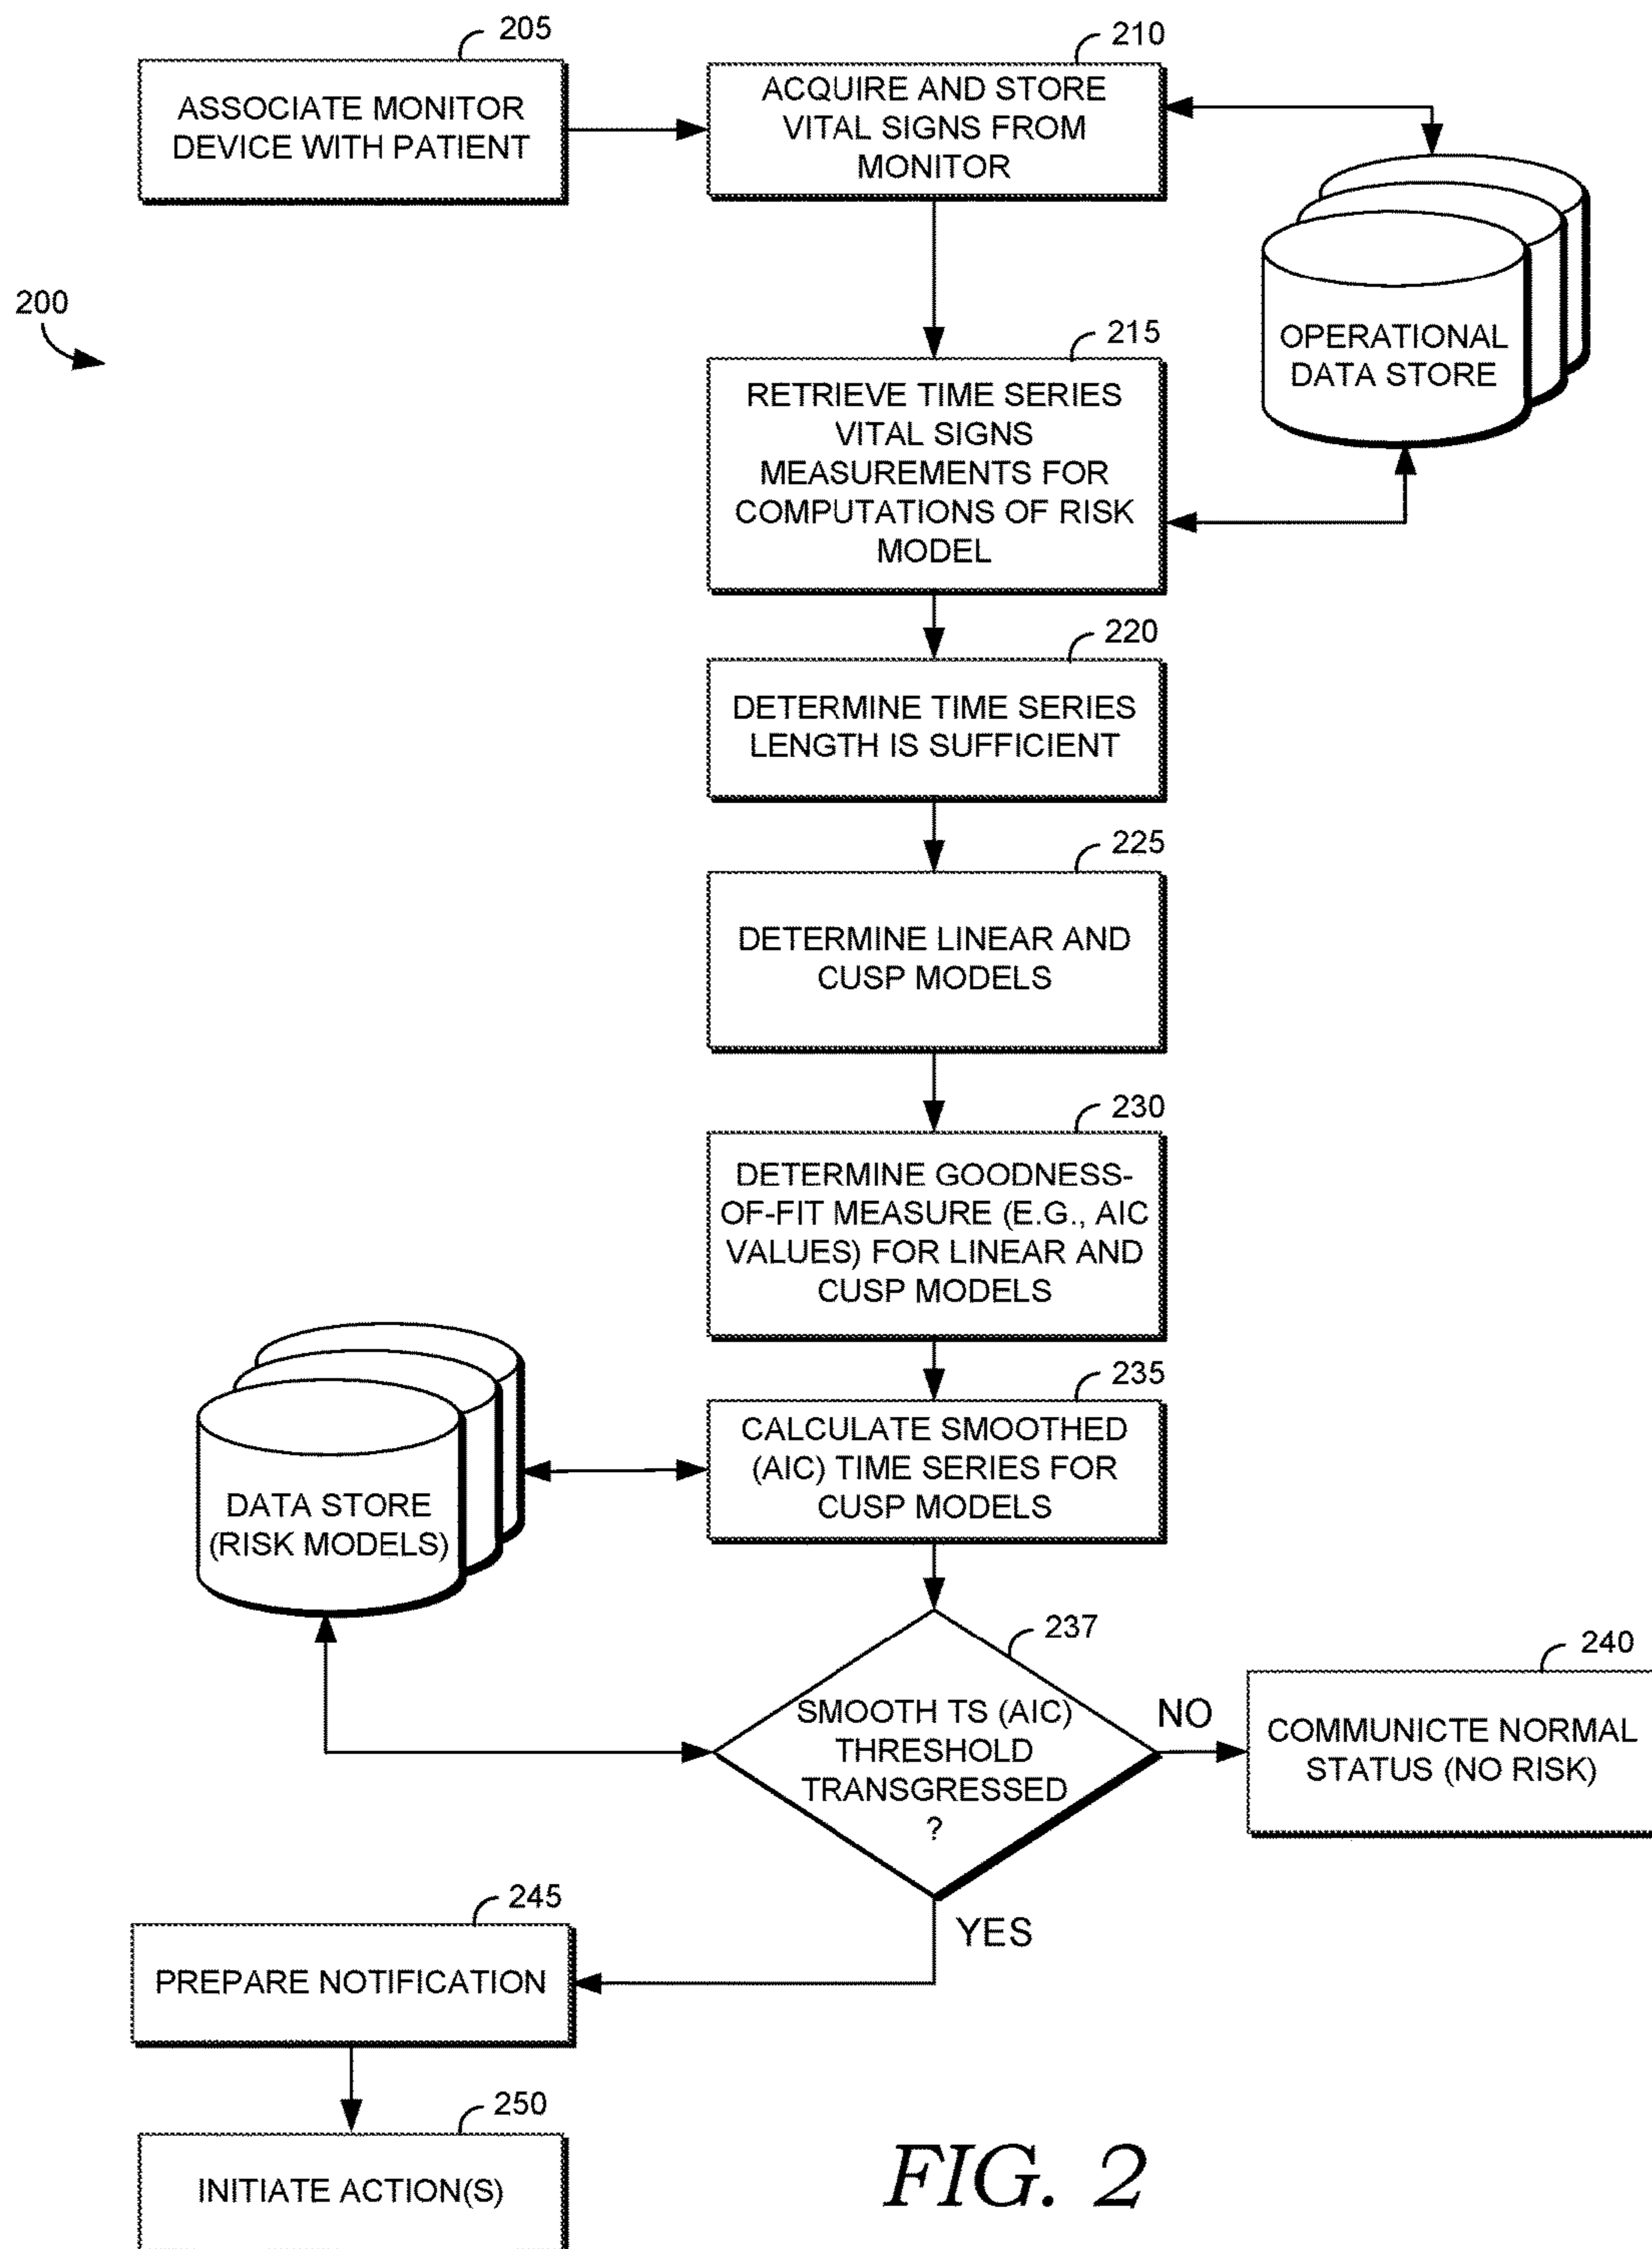 205
ASSOCIATE MONITOR
DEVICE WITH PATIENT
210
ACQUIRE AND STORE
VITAL SIGNS FROM
MONITOR
200
OPERATIONAL
DATA STORE
215
RETRIEVE TIME SERIES
VITAL SIGNS
MEASUREMENTS FOR
COMPUTATIONS OF RISK
MODEL
220
DETERMINE TIME SERIES
LENGTH IS SUFFICIENT
225
DETERMINE LINEAR AND
CUSP MODELS
230
DETERMINE GOODNESS-
OF-FIT MEASURE (E.G., AIC
VALUES) FOR LINEAR AND
CUSP MODELS
235
CALCULATE SMOOTHED
(AIC) TIME SERIES FOR
CUSP MODELS
DATA STORE
(RISK MODELS)
237
SMOOTH TS (AIC)
THRESHOLD
TRANSGRESSED
?
NO
240
COMMUNICTE NORMAL
STATUS (NO RISK)
YES
245
PREPARE NOTIFICATION
250
INITIATE ACTION(S)
FIG. 2